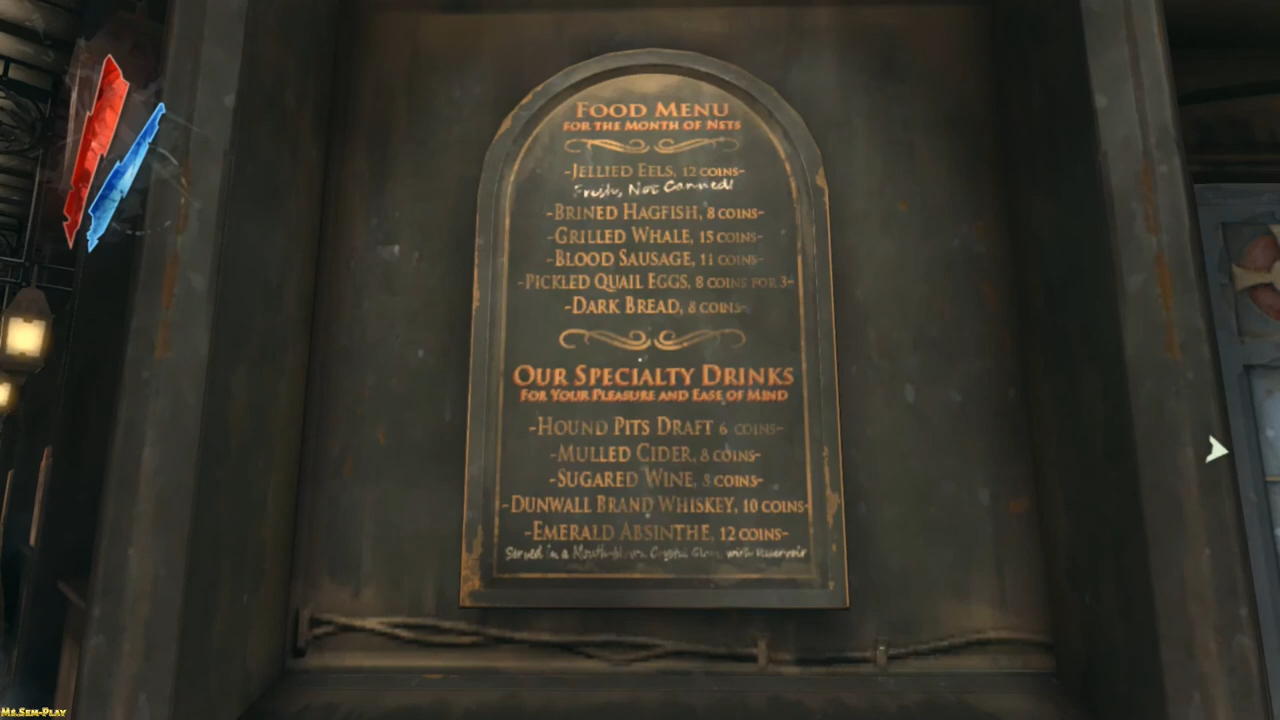 FOOD MENU
FOR THE MONTH OF NETS
-JELLIED EELS, 12 COINS-
Fresh, Not Canned!
-BRINED HAGFISH, 8 COINS-
-GRILLED WHALE, 15 COINS-
-BLOOD SAUSAGE, 11 COINS-
-PICKLED QUAIL EGGS, 8 COINS FOR 3-
-DARK BREAD, 8 COINS-
OUR SPECIALTY DRINKS
FOR YOUR PLEASURE AND EASE OF MIND
-HOUND PITS DRAFT 6 COINS-
-MULLED CIDER, 8 COINS-
-SUGARED WINE, COINS-
-DUNWALL BRAND WHISKEY, 10 COINS-
-EMERALD ABSINTHE, 12 COINS-
Served in a Mouth-blown Crystal Glass, with Reservoir
Ms.Sem-Play